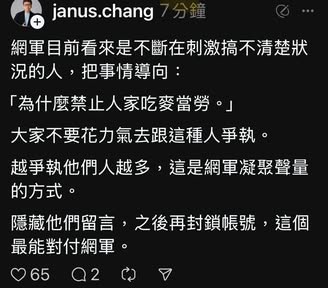 janus.chang 7分鐘
網軍目前看來是不斷在刺激搞不清楚狀
況的人，把事情導向：
「為什麼禁止人家吃麥當勞。」
大家不要花力氣去跟這種人爭執。
越爭執他們人越多，這是網軍凝聚聲量
的方式。
隱藏他們留言，之後再封鎖帳號，這個
最能對付網軍。
65 2